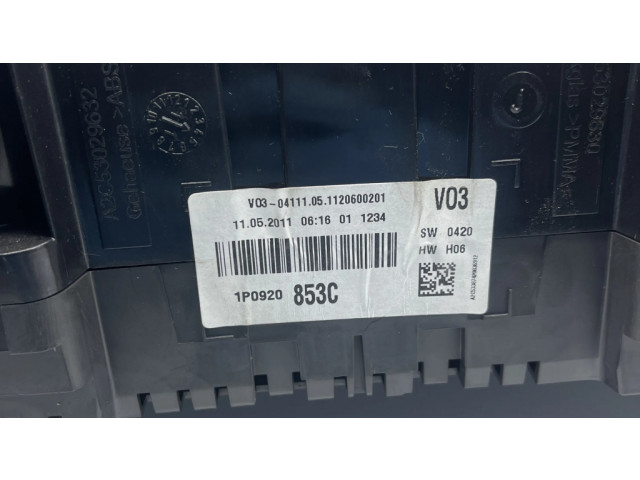 A2C53029632
Gehaeuse >ABS
V03-04111.05.1120600201
V03
11.05.2011 06:16 01 1234
SW 0420
HW H06
1P0920 853C